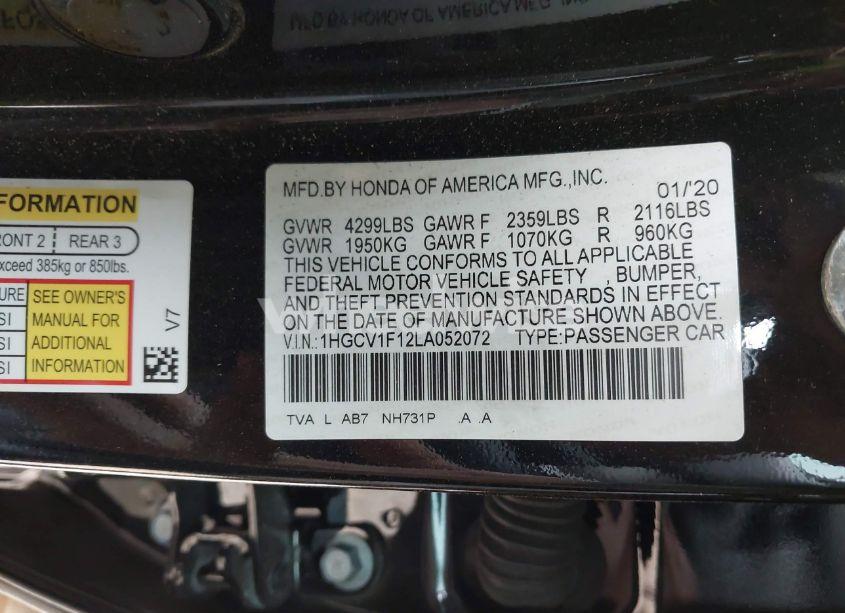 FORMATION
FRONT 2 REAR 3
exceed 385kg or 850lbs.
SEE OWNER'S
MANUAL FOR
ADDITIONAL
INFORMATION
V7
MFD.BY HONDA OF AMERICA MFG.,INC. 01/'20
GVWR 4299LBS GAWR F 2359LBS R 2116LBS
GVWR 1950KG GAWR F 1070KG R 960KG
THIS VEHICLE CONFORMS TO ALL APPLICABLE
FEDERAL MOTOR VEHICLE SAFETY , BUMPER,
AND THEFT PREVENTION STANDARDS IN EFFECT
ON THE DATE OF MANUFACTURE SHOWN ABOVE.
V.I.N.:1HGCV1F12LA052072 TYPE:PASSENGER CAR
TVA L AB7 NH731P .A .A